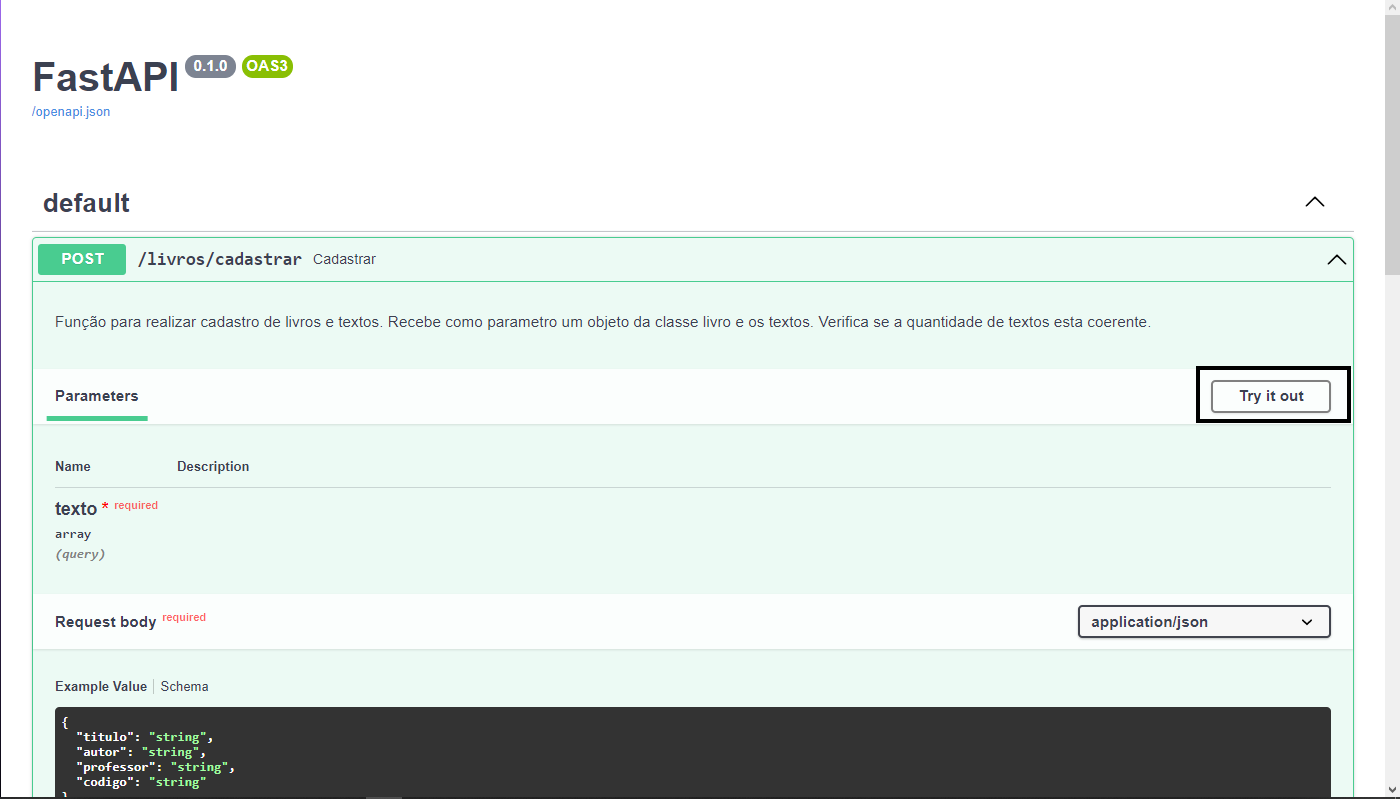 FastAPI 0.1.0 OAS3
/openapi.json
default
POST /livros/cadastrar Cadastrar
Função para realizar cadastro de livros e textos. Recebe como parametro um objeto da classe livro e os textos. Verifica se a quantidade de textos esta coerente.
Parameters Try it out
Name Description
texto * required
array
(query)
Request body required application/json
Example Value Schema
{
"titulo": "string",
"autor": "string",
"professor": "string",
"codigo": "string"
}